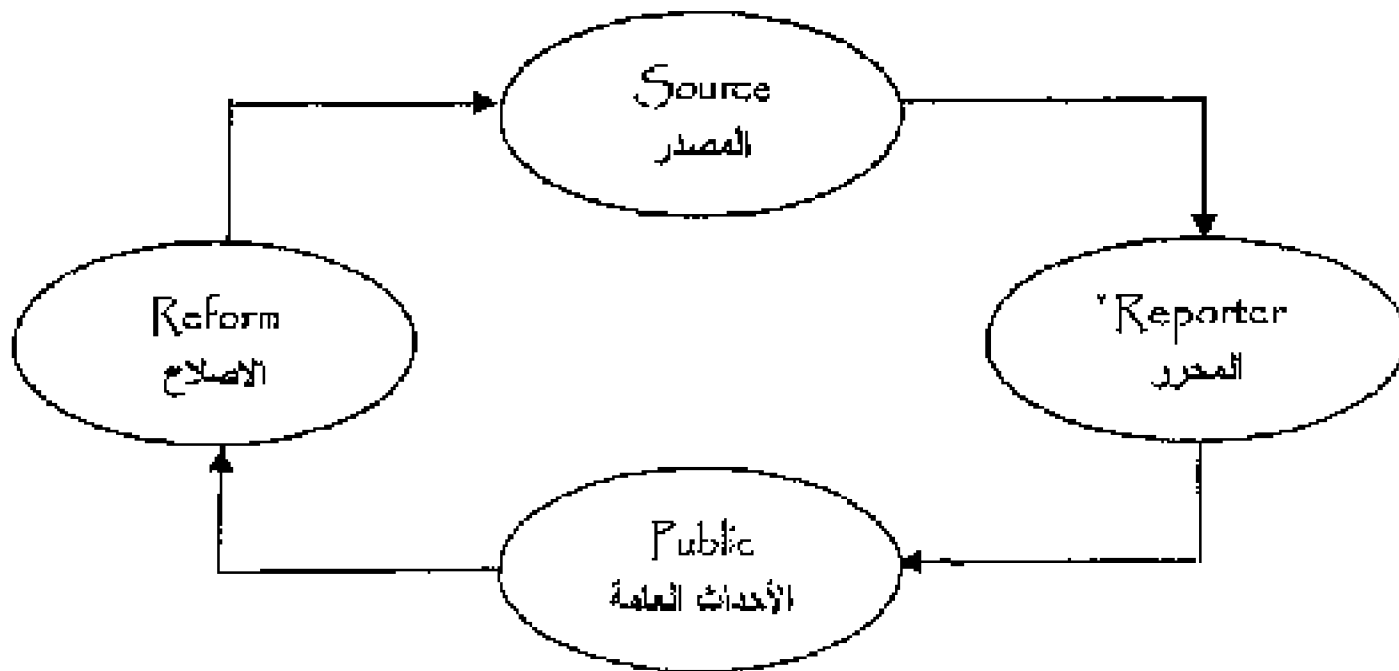 Source
المصدر
Reform
الاصلاح
Reporter
المحرر
Public
الأحداث العامة